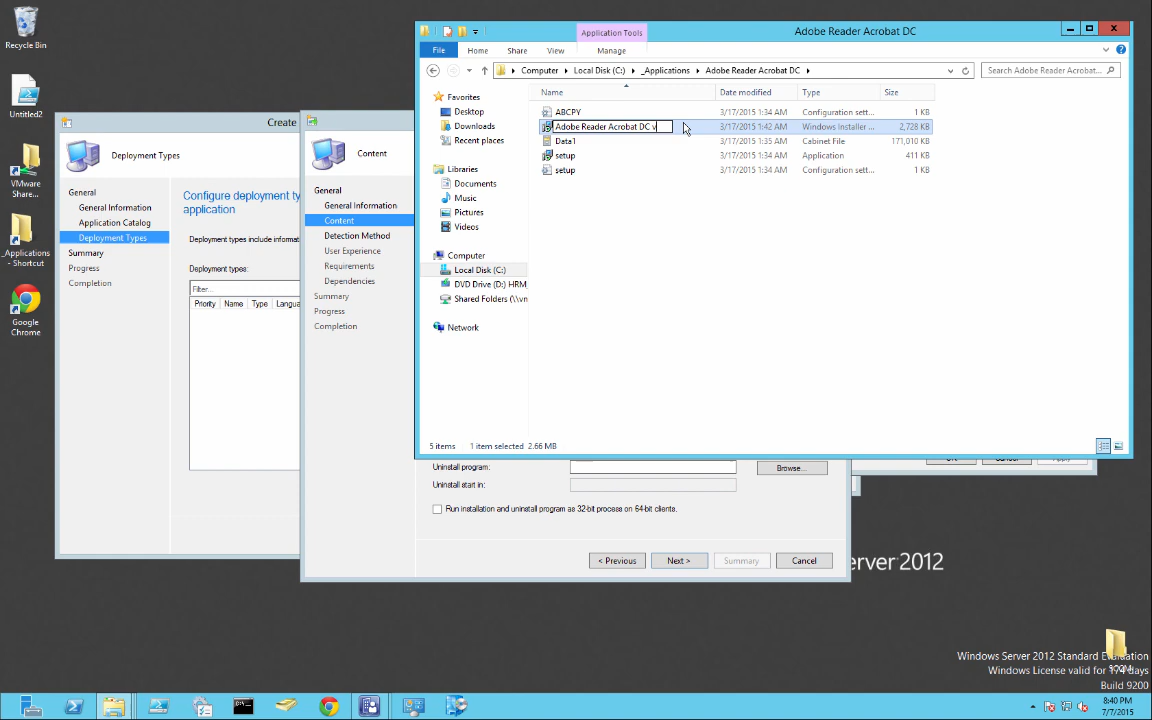 Recycle Bin
Untitled2
VMware
Share...
_Applications
- Shortcut
Google
Chrome
Create
Deployment Types
General
General Information
Application Catalog
Deployment Types
Summary
Progress
Completion
Configure deployment ty
application
Deployment types include informa
Deployment types:
Filter...
Priority Name Type Langua
Content
General
General Information
Content
Detection Method
User Experience
Requirements
Dependencies
Summary
Progress
Completion
Application Tools
Adobe Reader Acrobat DC
File Home Share View Manage
Computer Local Disk (C:) _Applications Adobe Reader Acrobat DC
Search Adobe Reader Acrobat...
Favorites
Desktop
Downloads
Recent places
Libraries
Documents
Music
Pictures
Videos
Computer
Local Disk (C:)
DVD Drive (D:) HRM_
Shared Folders (\\vn
Network
Name Date modified Type Size
ABCPY 3/17/2015 1:34 AM Configuration sett... 1 KB
Adobe Reader Acrobat DC v 3/17/2015 1:42 AM Windows Installer ... 2,728 KB
Data1 3/17/2015 1:35 AM Cabinet File 171,010 KB
setup 3/17/2015 1:34 AM Application 411 KB
setup 3/17/2015 1:34 AM Configuration sett... 1 KB
5 items 1 item selected 2.66 MB
Uninstall program:
Browse...
Uninstall start in:
Run installation and uninstall program as 32-bit process on 64-bit clients.
< Previous Next > Summary Cancel
erver 2012
Windows Server 2012 Standard Evaluation
Windows License valid for 174 days
Build 9200
8:40 PM
7/7/2015